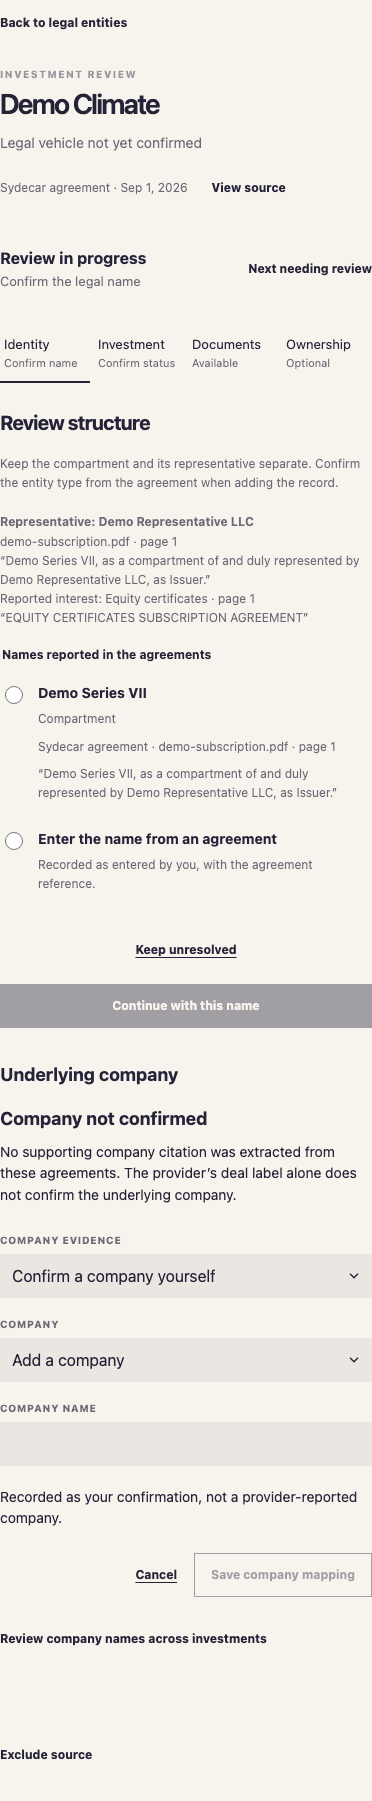 Back to legal entities
INVESTMENT REVIEW
Demo Climate
Legal vehicle not yet confirmed
Sydecar agreement · Sep 1, 2026 View source
Review in progress
Confirm the legal name
Next needing review
Identity Investment Documents Ownership
Confirm name Confirm status Available Optional
Review structure
Keep the compartment and its representative separate. Confirm
the entity type from the agreement when adding the record.
Representative: Demo Representative LLC
demo-subscription.pdf · page 1
“Demo Series VII, as a compartment of and duly represented by
Demo Representative LLC, as Issuer.”
Reported interest: Equity certificates · page 1
“EQUITY CERTIFICATES SUBSCRIPTION AGREEMENT”
Names reported in the agreements
Demo Series VII
Compartment
Sydecar agreement · demo-subscription.pdf · page 1
“Demo Series VII, as a compartment of and duly
represented by Demo Representative LLC, as Issuer.”
Enter the name from an agreement
Recorded as entered by you, with the agreement
reference.
Keep unresolved
Continue with this name
Underlying company
Company not confirmed
No supporting company citation was extracted from
these agreements. The provider’s deal label alone does
not confirm the underlying company.
COMPANY EVIDENCE
Confirm a company yourself
COMPANY
Add a company
COMPANY NAME
Recorded as your confirmation, not a provider-reported
company.
Cancel Save company mapping
Review company names across investments
Exclude source